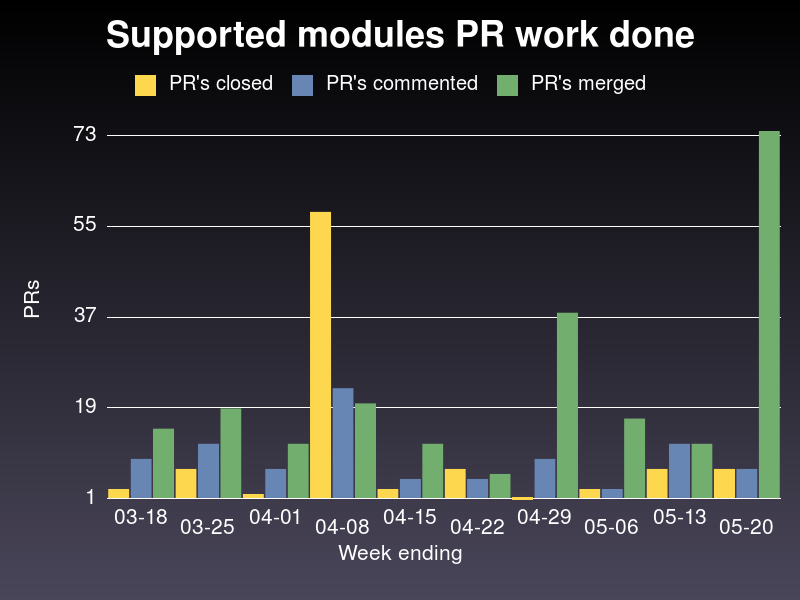 Supported modules PR work done
PR's closed PR's commented PR's merged
73
55
37
19
1
PRs
03-18 03-25 04-01 04-08 04-15 04-22 04-29 05-06 05-13 05-20
Week ending